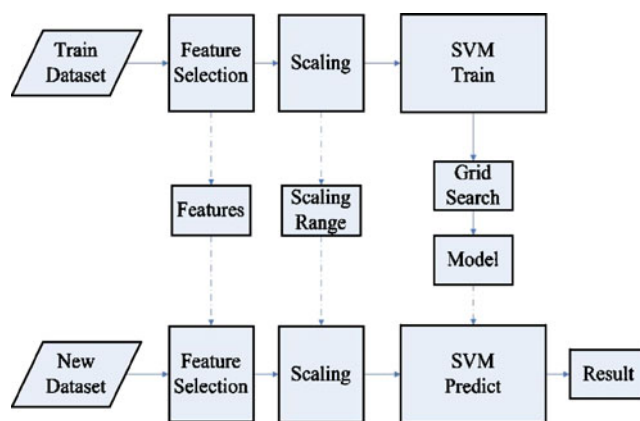 Train
Dataset
Feature
Selection
Scaling
SVM
Train
Features
Scaling
Range
Grid
Search
Model
New
Dataset
Feature
Selection
Scaling
SVM
Predict
Result